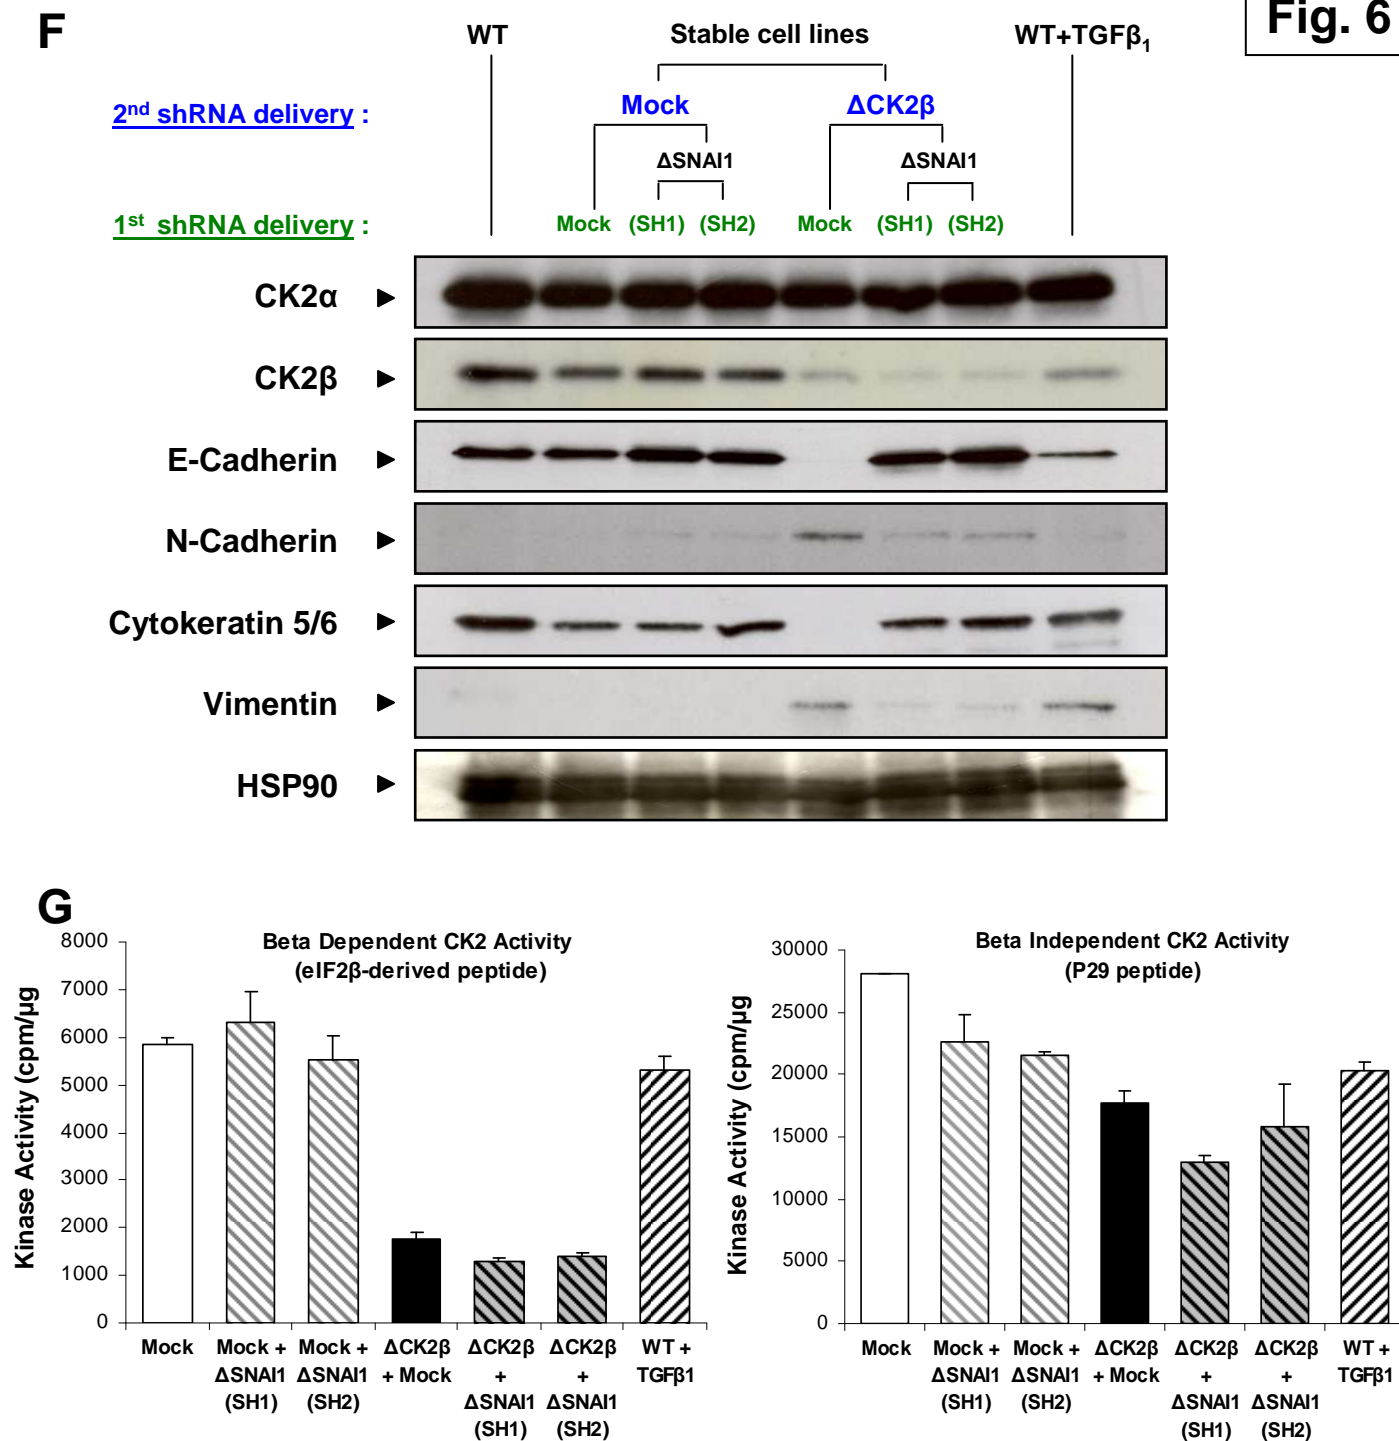 F
Fig. 6
WT
Stable cell lines
WT+TGFβ1
2nd shRNA delivery :
Mock
ΔCK2β
ΔSNAI1
ΔSNAI1
1st shRNA delivery :
Mock (SH1) (SH2) Mock (SH1) (SH2)
CK2α
CK2β
E-Cadherin
N-Cadherin
Cytokeratin 5/6
Vimentin
HSP90
G
Beta Dependent CK2 Activity
(eIF2β-derived peptide)
Kinase Activity (cpm/µg)
8000
7000
6000
5000
4000
3000
2000
1000
0
Mock
Mock +
ΔSNAI1
(SH1)
Mock +
ΔSNAI1
(SH2)
ΔCK2β
+ Mock
ΔCK2β
+
ΔSNAI1
(SH1)
ΔCK2β
+
ΔSNAI1
(SH2)
WT +
TGFβ1
Beta Independent CK2 Activity
(P29 peptide)
Kinase Activity (cpm/µg)
30000
25000
20000
15000
10000
5000
0
Mock
Mock +
ΔSNAI1
(SH1)
Mock +
ΔSNAI1
(SH2)
ΔCK2β
+ Mock
ΔCK2β
+
ΔSNAI1
(SH1)
ΔCK2β
+
ΔSNAI1
(SH2)
WT +
TGFβ1